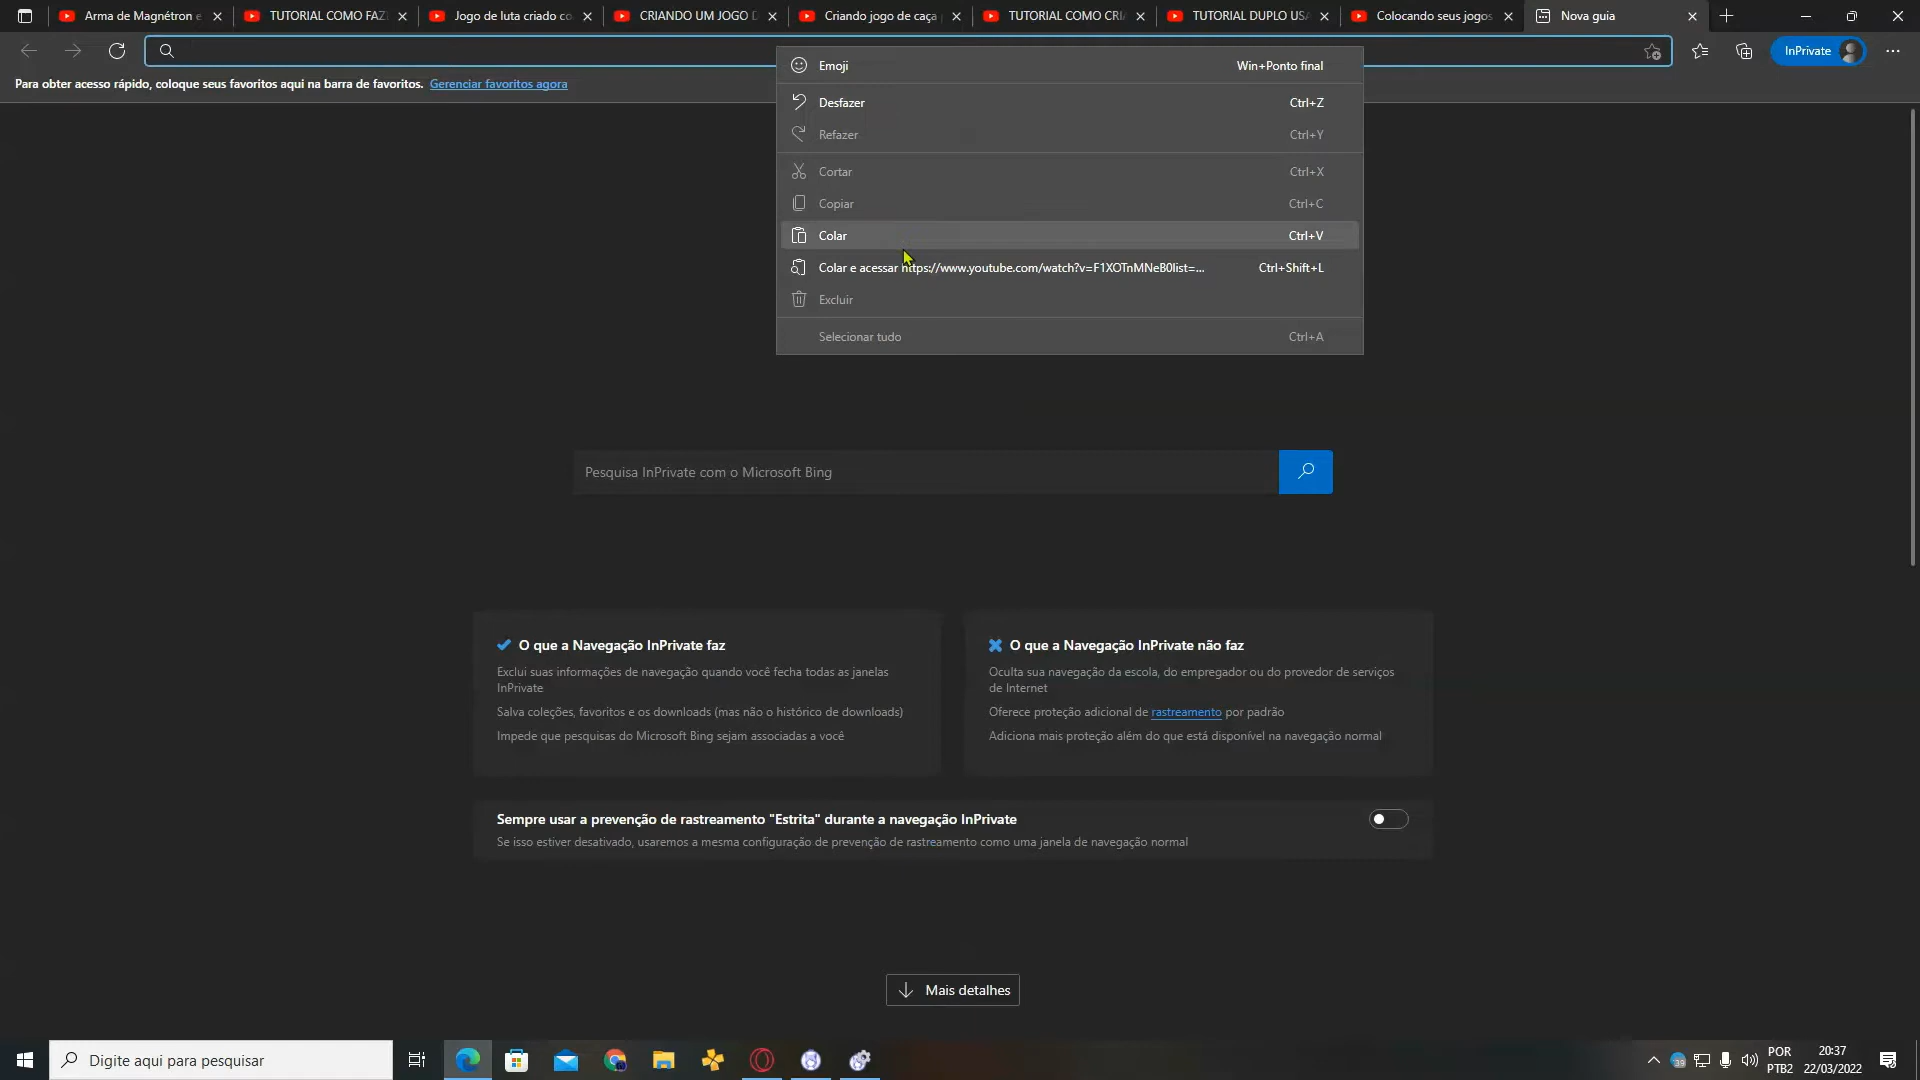 Arma de Magnétron e
TUTORIAL COMO FAZ
Jogo de luta criado co
CRIANDO UM JOGO D
Criando jogo de caça
TUTORIAL COMO CRI
TUTORIAL DUPLO US
Colocando seus jogos
Nova guia
InPrivate
Para obter acesso rápido, coloque seus favoritos aqui na barra de favoritos. Gerenciar favoritos agora
Emoji Win+Ponto final
Desfazer Ctrl+Z
Refazer Ctrl+Y
Cortar Ctrl+X
Copiar Ctrl+C
Colar Ctrl+V
Colar e acessar https://www.youtube.com/watch?v=F1XOTnMNeB0list=... Ctrl+Shift+L
Excluir
Selecionar tudo Ctrl+A
Pesquisa InPrivate com o Microsoft Bing
O que a Navegação InPrivate faz
Exclui suas informações de navegação quando você fecha todas as janelas
InPrivate
Salva coleções, favoritos e os downloads (mas não o histórico de downloads)
Impede que pesquisas do Microsoft Bing sejam associadas a você
O que a Navegação InPrivate não faz
Oculta sua navegação da escola, do empregador ou do provedor de serviços
de Internet
Oferece proteção adicional de rastreamento por padrão
Adiciona mais proteção além do que está disponível na navegação normal
Sempre usar a prevenção de rastreamento "Estrita" durante a navegação InPrivate
Se isso estiver desativado, usaremos a mesma configuração de prevenção de rastreamento como uma janela de navegação normal
Mais detalhes
Digite aqui para pesquisar
POR
PTB2
20:37
22/03/2022